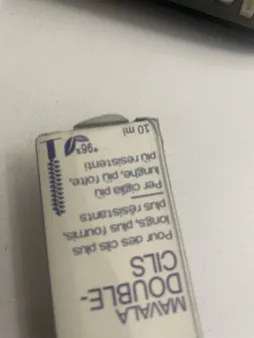 MAVALA
DOUBLE-
CILS
Pour des cils plus
longs, plus fournis,
plus résistants
Per ciglia più
lunghe, più folte,
più resistenti
10 ml
*96%